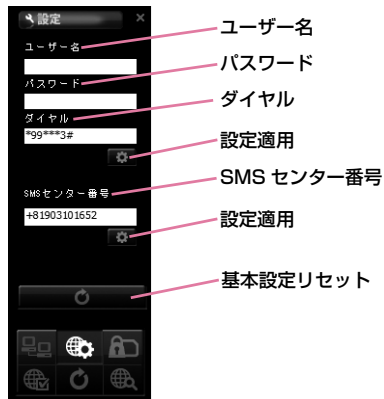 設定
ユーザー名
パスワード
ダイヤル
*99***3#
SMSセンター番号
+81903101652
ユーザー名
パスワード
ダイヤル
設定適用
SMS センター番号
設定適用
基本設定リセット